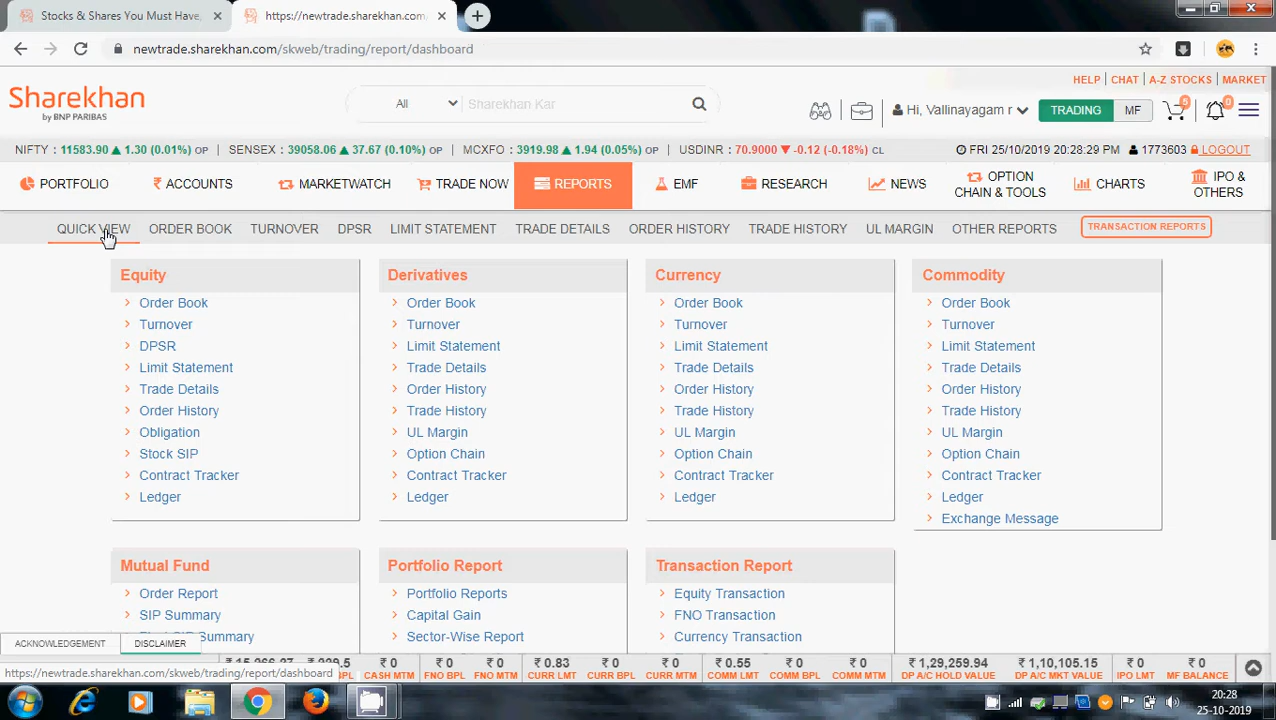 Stocks & Shares You Must Have
https://newtrade.sharekhan.com/
newtrade.sharekhan.com/skweb/trading/report/dashboard
HELP CHAT A-Z STOCKS MARKET
Sharekhan
by BNP PARIBAS
All
Sharekhan Kar
Hi, Vallinayagam r
TRADING MF
5
0
NIFTY : 11583.90 1.30 (0.01%) OP SENSEX : 39058.06 37.67 (0.10%) OP MCXFO : 3919.98 1.94 (0.05%) OP USDINR : 70.9000 -0.12 (-0.18%) CL
FRI 25/10/2019 20:28:29 PM 1773603 LOGOUT
PORTFOLIO ACCOUNTS MARKETWATCH TRADE NOW REPORTS EMF RESEARCH NEWS OPTION CHAIN & TOOLS CHARTS IPO & OTHERS
QUICK VIEW ORDER BOOK TURNOVER DPSR LIMIT STATEMENT TRADE DETAILS ORDER HISTORY TRADE HISTORY UL MARGIN OTHER REPORTS TRANSACTION REPORTS
Equity
Order Book
Turnover
DPSR
Limit Statement
Trade Details
Order History
Obligation
Stock SIP
Contract Tracker
Ledger
Derivatives
Order Book
Turnover
Limit Statement
Trade Details
Order History
Trade History
UL Margin
Option Chain
Contract Tracker
Ledger
Currency
Order Book
Turnover
Limit Statement
Trade Details
Order History
Trade History
UL Margin
Option Chain
Contract Tracker
Ledger
Commodity
Order Book
Turnover
Limit Statement
Trade Details
Order History
Trade History
UL Margin
Option Chain
Contract Tracker
Ledger
Exchange Message
Mutual Fund
Order Report
SIP Summary
SIP Summary
Portfolio Report
Portfolio Reports
Capital Gain
Sector-Wise Report
Transaction Report
Equity Transaction
FNO Transaction
Currency Transaction
ACKNOWLEDGEMENT DISCLAIMER
₹ 0 ₹ 0 ₹ 0 ₹ 0.83 ₹ 0 ₹ 0 ₹ 0.55 ₹ 0 ₹ 0 ₹ 1,29,259.94 ₹ 1,10,105.15 ₹ 0 ₹ 0
CASH MTM FNO BPL FNO MTM CURR LMT CURR BPL CURR MTM COMM LMT COMM BPL COMM MTM DP A/C HOLD VALUE DP A/C MKT VALUE IPO LMT MF BALANCE
https://newtrade.sharekhan.com/skweb/trading/report/dashboard
20:28
25-10-2019